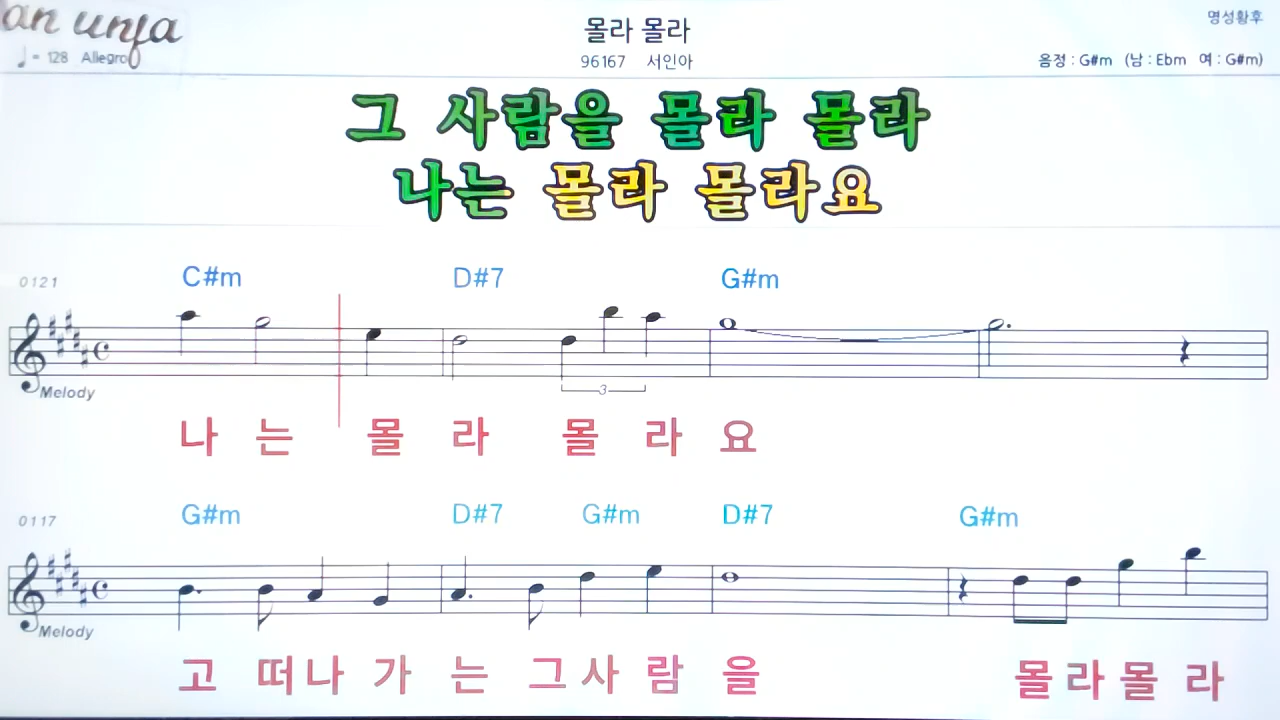 an unja
몰라 몰라
명성황후
♩= 128 Allegro
96167 서인아
음정 : G#m (남 : Ebm 여 : G#m)
그 사람을 몰라 몰라
나는 몰라 몰라요
0121
C#m D#7 G#m
3
Melody
나 는 몰 라 몰 라 요
0117
G#m D#7 G#m D#7 G#m
Melody
고 떠나 가 는 그사 람 을 몰라몰 라